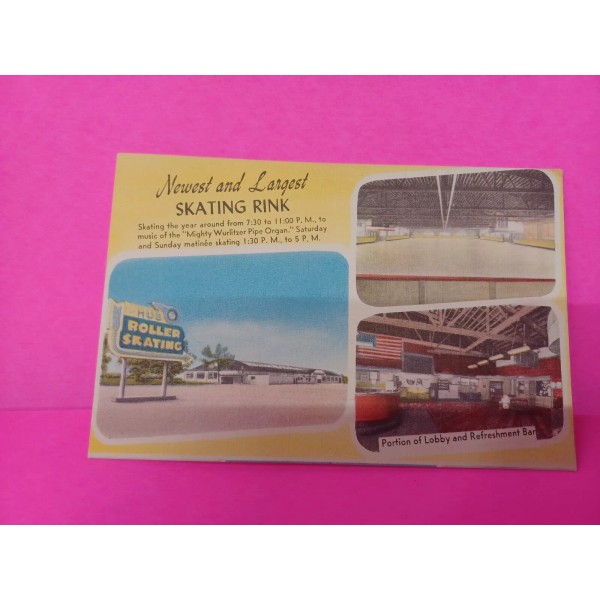 Newest and Largest
SKATING RINK
Skating the year around from 7:30 to 11:00 P. M., to
music of the "Mighty Wurlitzer Pipe Organ." Saturday
and Sunday matinée skating 1:30 P. M., to 5 P. M.
HUB
ROLLER
SKATING
Portion of Lobby and Refreshment Bar